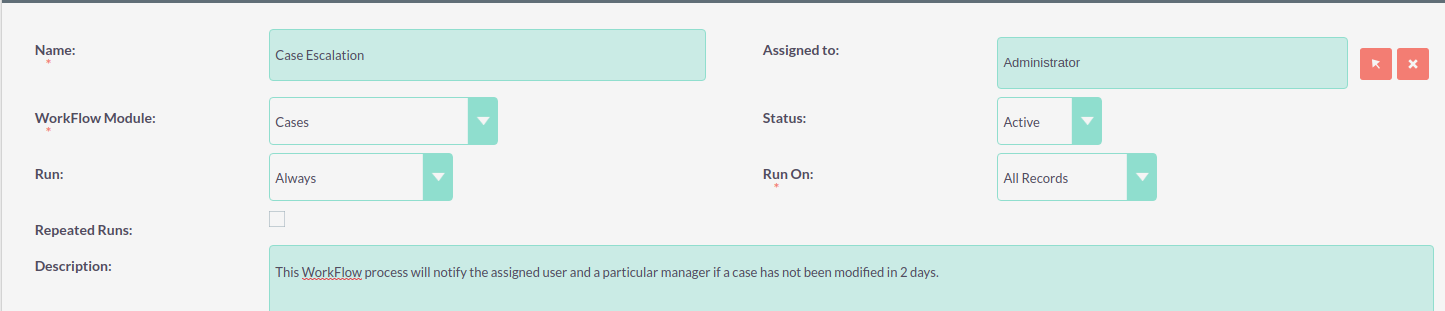 Name: Case Escalation Assigned to: Administrator
*
WorkFlow Module: Cases Status: Active
*
Run: Always Run On: All Records
*
Repeated Runs:
Description: This WorkFlow process will notify the assigned user and a particular manager if a case has not been modified in 2 days.